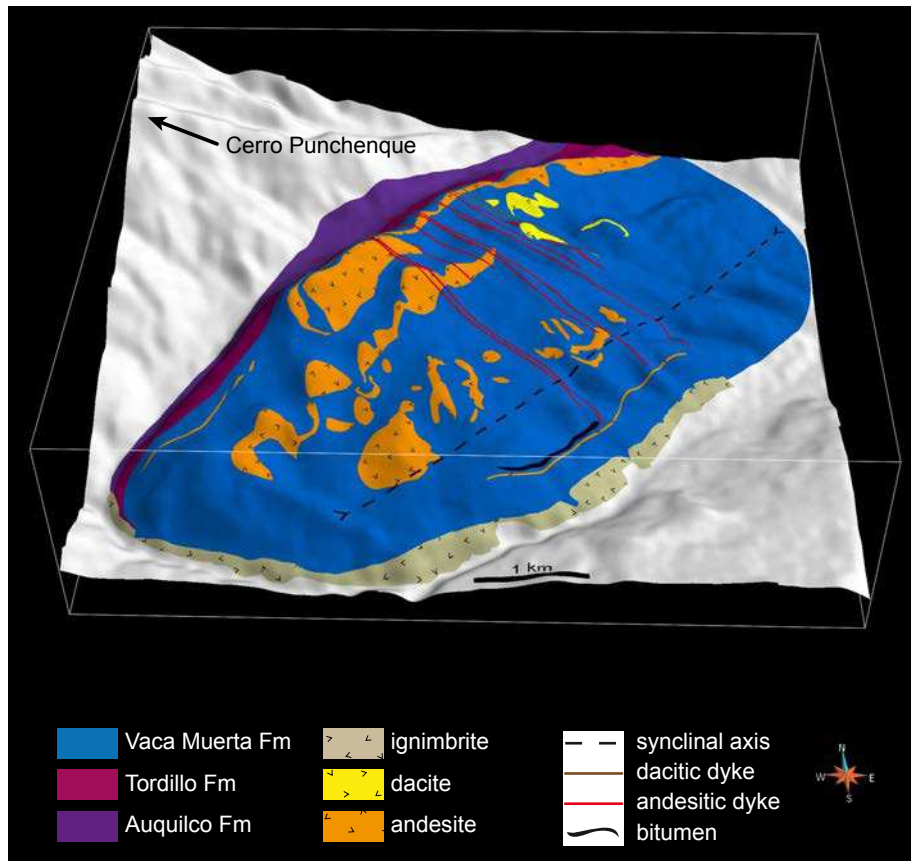 Cerro Punchenque
1 km
Vaca Muerta Fm
Tordillo Fm
Auquilco Fm
ignimbrite
dacite
andesite
synclinal axis
dacitic dyke
andesitic dyke
bitumen
N
W E
S